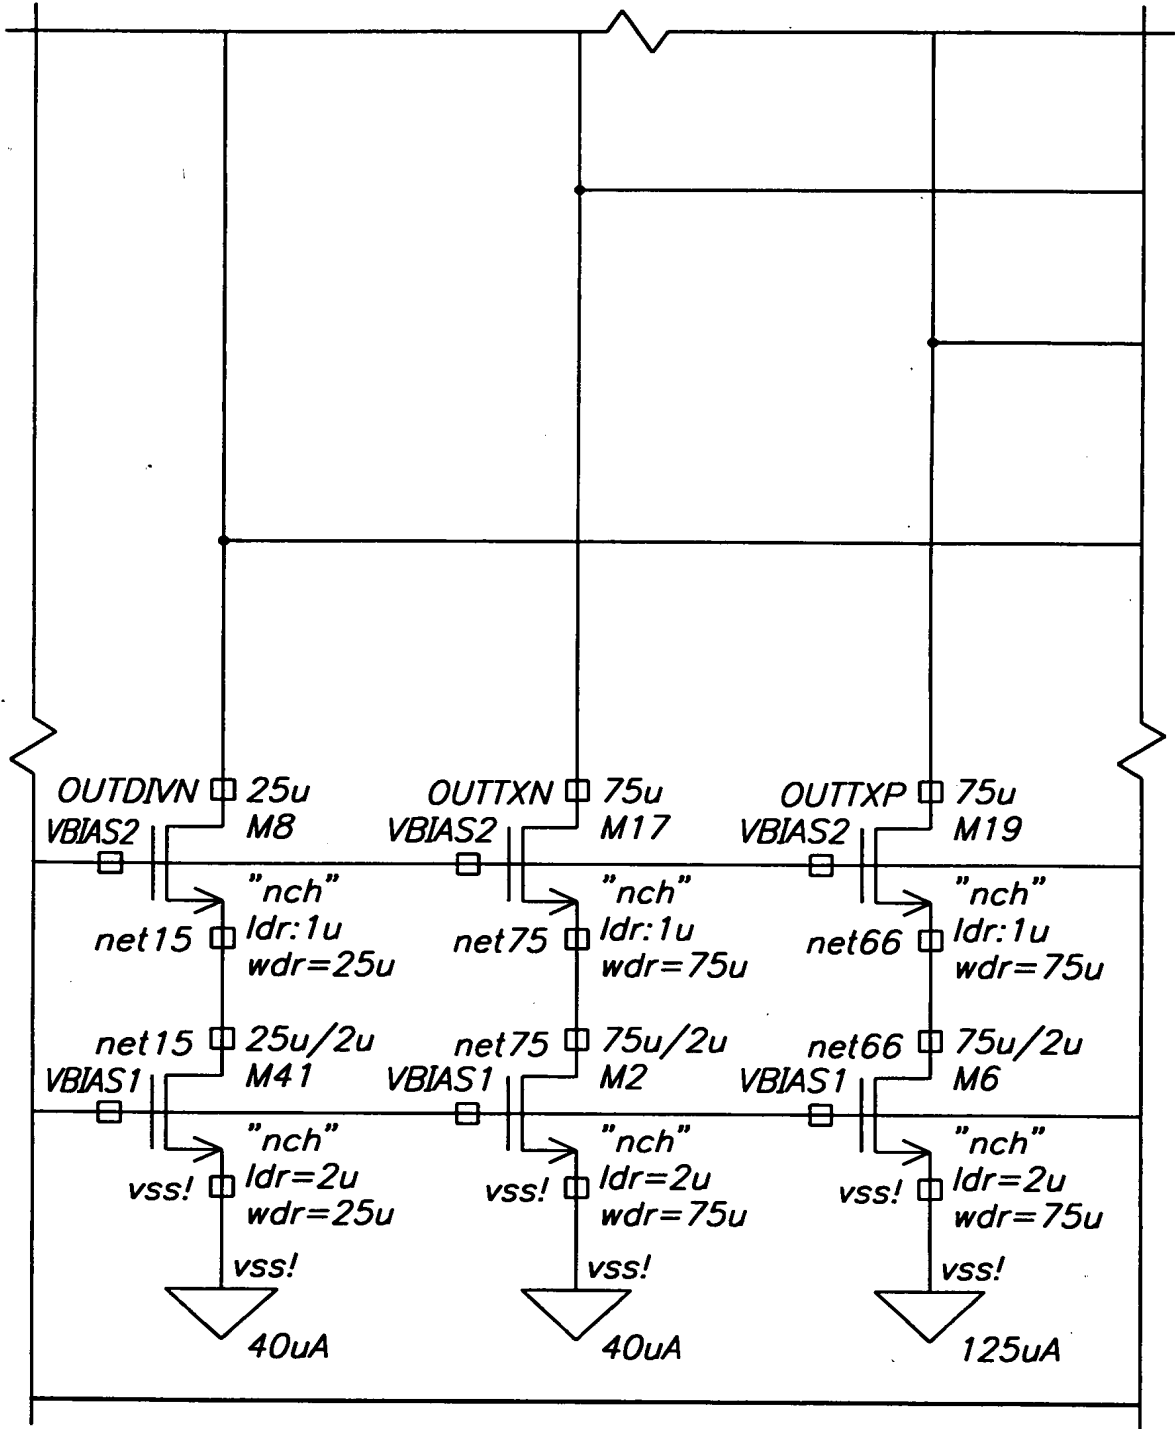 OUTDIVN 25u
VBIAS2 M8
"nch"
ldr:1u
net15
wdr=25u
net15 25u/2u
VBIAS1 M41
"nch"
ldr=2u
vss!
wdr=25u
vss!
40uA
OUTTXN 75u
VBIAS2 M17
"nch"
ldr:1u
net75
wdr=75u
net75 75u/2u
VBIAS1 M2
"nch"
ldr=2u
vss!
wdr=75u
vss!
40uA
OUTTXP 75u
VBIAS2 M19
"nch"
ldr:1u
net66
wdr=75u
net66 75u/2u
VBIAS1 M6
"nch"
ldr=2u
vss!
wdr=75u
vss!
125uA